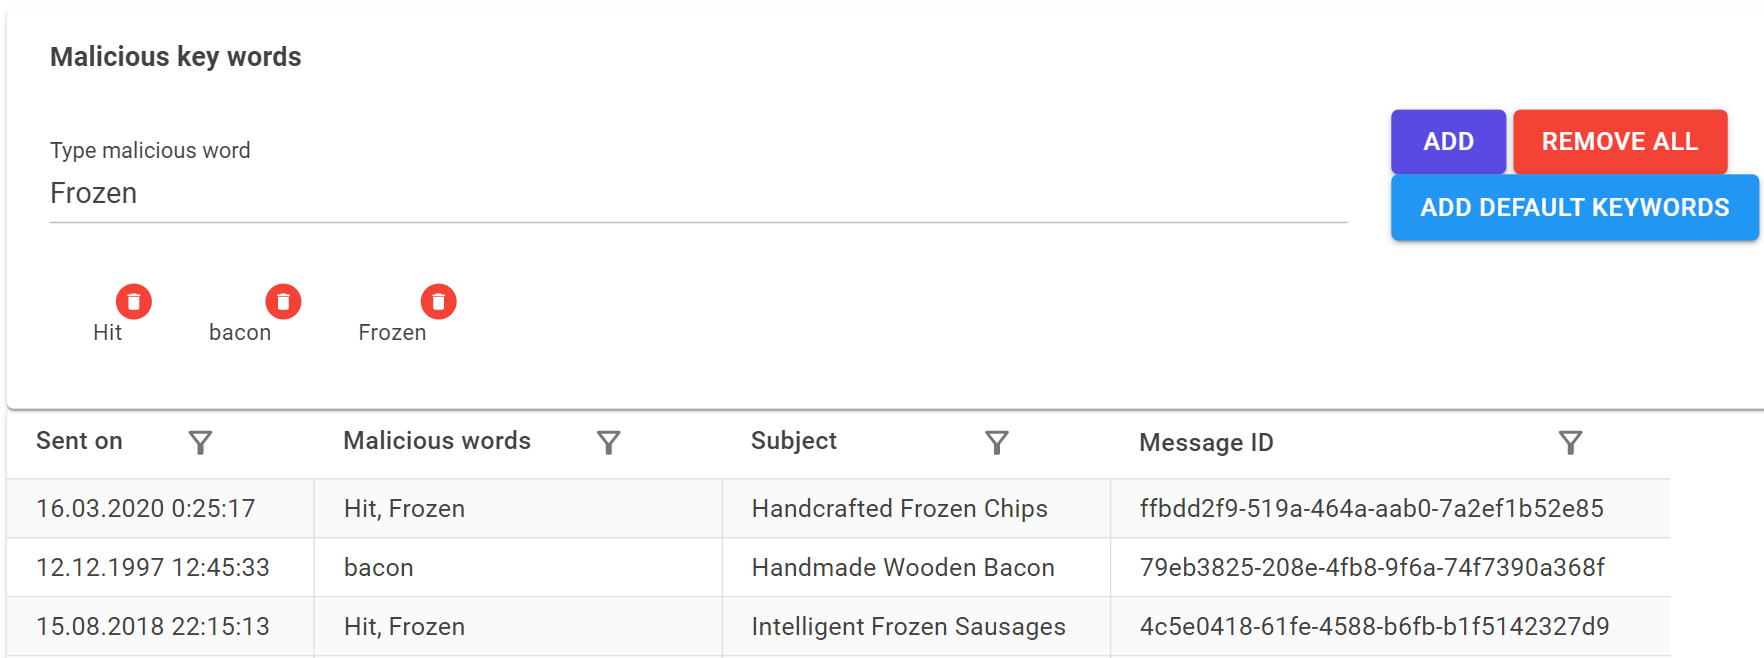 Malicious key words
Type malicious word
Frozen
ADD
REMOVE ALL
ADD DEFAULT KEYWORDS
Hit bacon Frozen
Sent on Malicious words Subject Message ID
16.03.2020 0:25:17 Hit, Frozen Handcrafted Frozen Chips ffbdd2f9-519a-464a-aab0-7a2ef1b52e85
12.12.1997 12:45:33 bacon Handmade Wooden Bacon 79eb3825-208e-4fb8-9f6a-74f7390a368f
15.08.2018 22:15:13 Hit, Frozen Intelligent Frozen Sausages 4c5e0418-61fe-4588-b6fb-b1f5142327d9